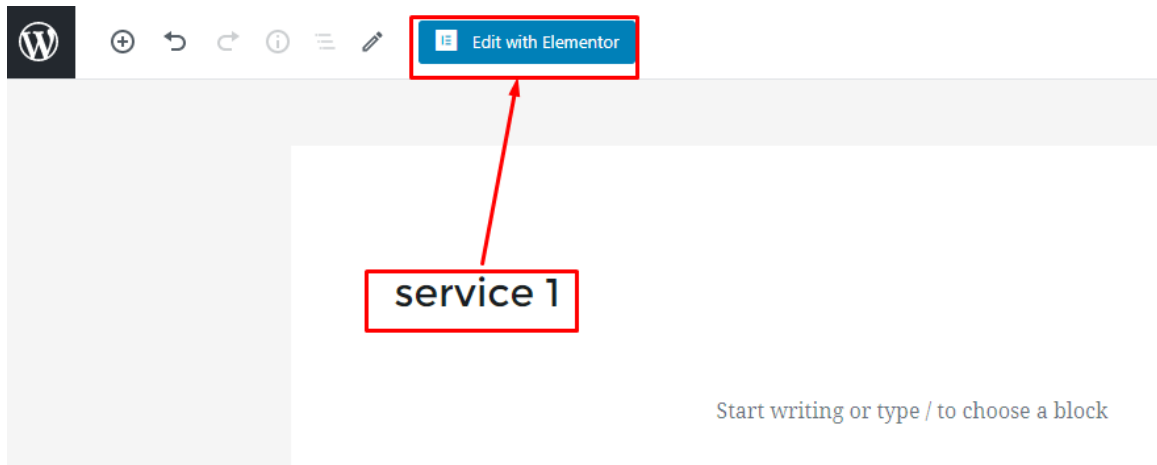 Edit with Elementor
service 1
Start writing or type / to choose a block